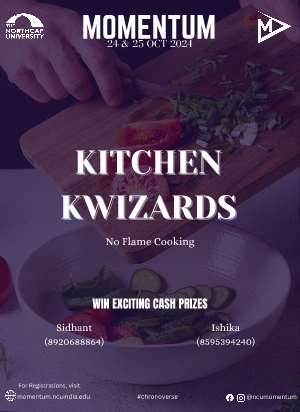 THE
NORTHCAP
UNIVERSITY
MOMENTUM
24 & 25 OCT 2024
M
KITCHEN
KWIZARDS
No Flame Cooking
WIN EXCITING CASH PRIZES
Sidhant
(8920688864)
Ishika
(8595394240)
For Registrations, visit
momentum.ncuindia.edu
#chronoverse
@ncumomentum